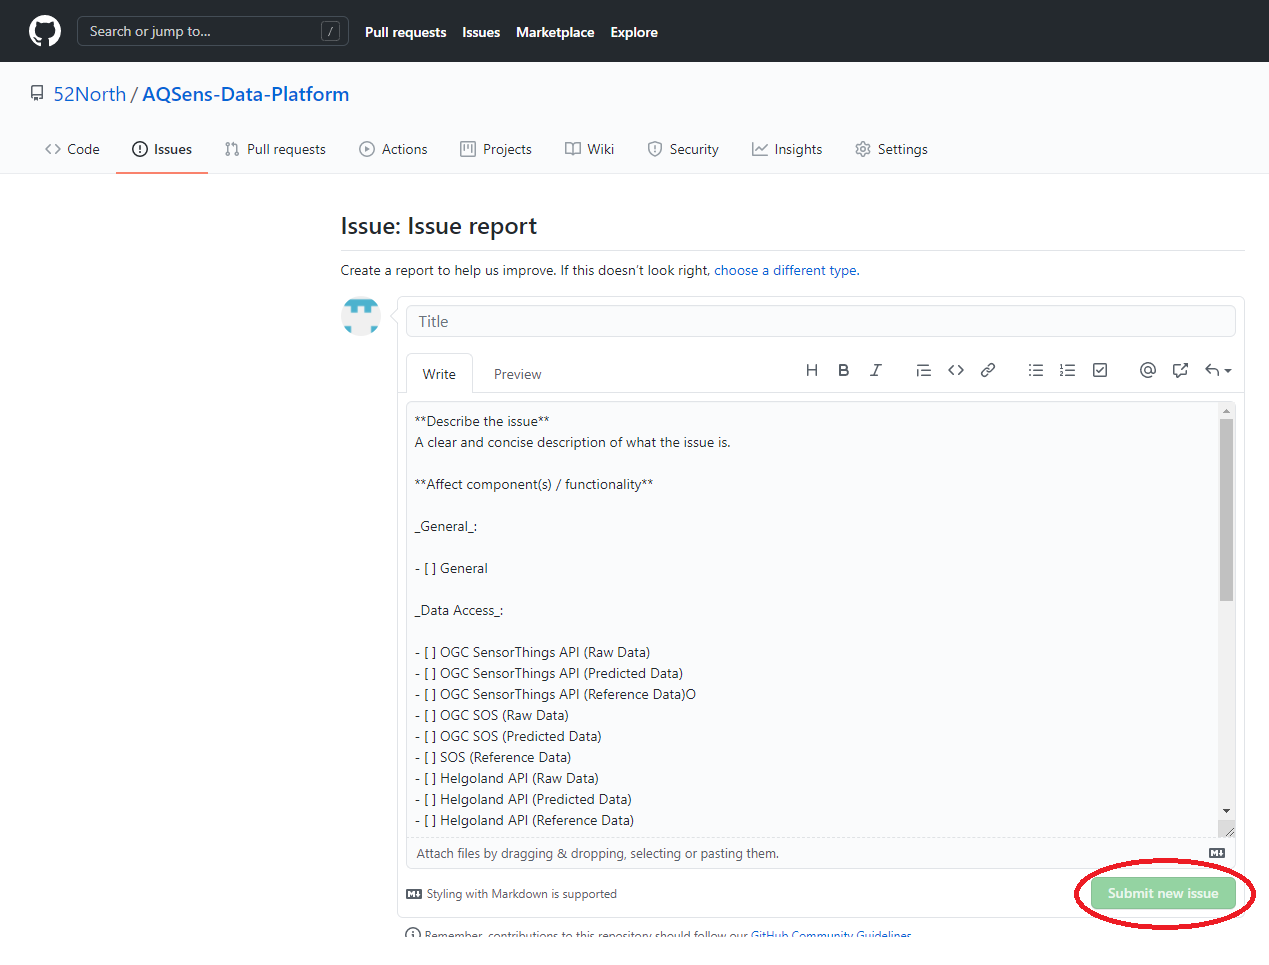 Search or jump to... /
Pull requests Issues Marketplace Explore
52North / AQSens-Data-Platform
Code Issues Pull requests Actions Projects Wiki Security Insights Settings
Issue: Issue report
Create a report to help us improve. If this doesn't look right, choose a different type.
Title
Write Preview
**Describe the issue**
A clear and concise description of what the issue is.
**Affect component(s) / functionality**
_General_:
- [ ] General
_Data Access_:
- [ ] OGC SensorThings API (Raw Data)
- [ ] OGC SensorThings API (Predicted Data)
- [ ] OGC SensorThings API (Reference Data)O
- [ ] OGC SOS (Raw Data)
- [ ] OGC SOS (Predicted Data)
- [ ] SOS (Reference Data)
- [ ] Helgoland API (Raw Data)
- [ ] Helgoland API (Predicted Data)
- [ ] Helgoland API (Reference Data)
Attach files by dragging & dropping, selecting or pasting them.
Styling with Markdown is supported
Submit new issue
Remember, contributions to this repository should follow our GitHub Community Guidelines